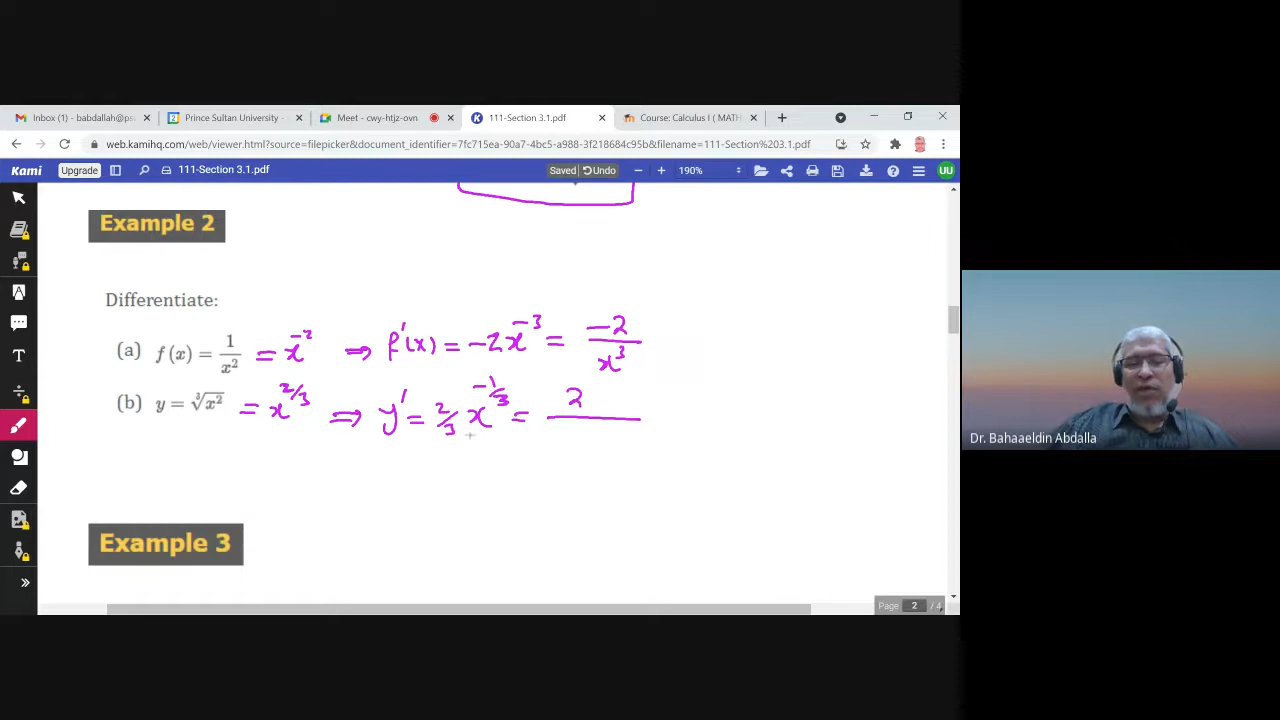 Inbox (1) - babdallah@ps
Prince Sultan University -
Meet - cwy-htjz-ovn
111-Section 3.1.pdf
Course: Calculus I ( MATH
web.kamihq.com/web/viewer.html?source=filepicker&document_identifier=7fc715ea-90a7-4bc5-a988-3f218684c95b&filename=111-Section%203.1.pdf
Kami Upgrade 111-Section 3.1.pdf Saved Undo 190% UU
Example 2
Differentiate:
(a) f(x) = 1/x² = x⁻² ⇒ f'(x) = -2x⁻³ = -2/x³
(b) y = ∛x² = x^(2/3) ⇒ y' = 2/3 x^(-1/3) = 2/
Example 3
Page 2 / 4
Dr. Bahaaeldin Abdalla